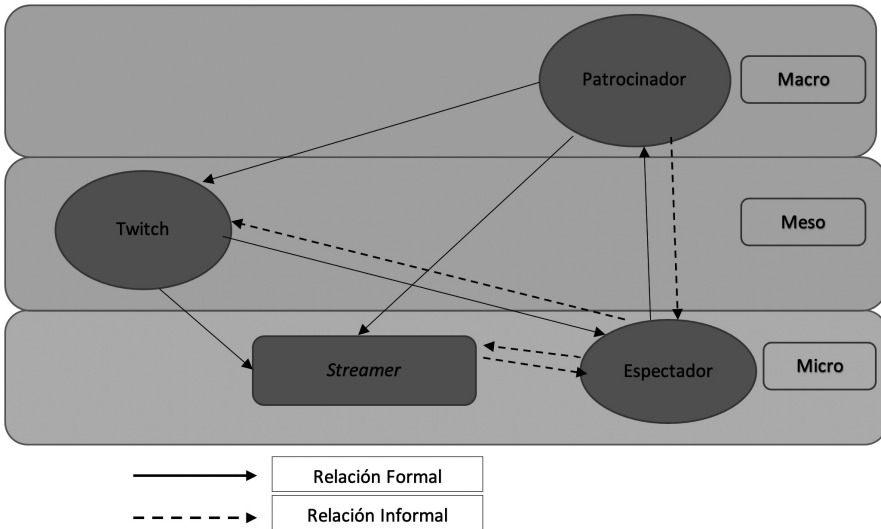 Patrocinador
Macro
Twitch
Meso
Streamer
Espectador
Micro
Relación Formal
Relación Informal